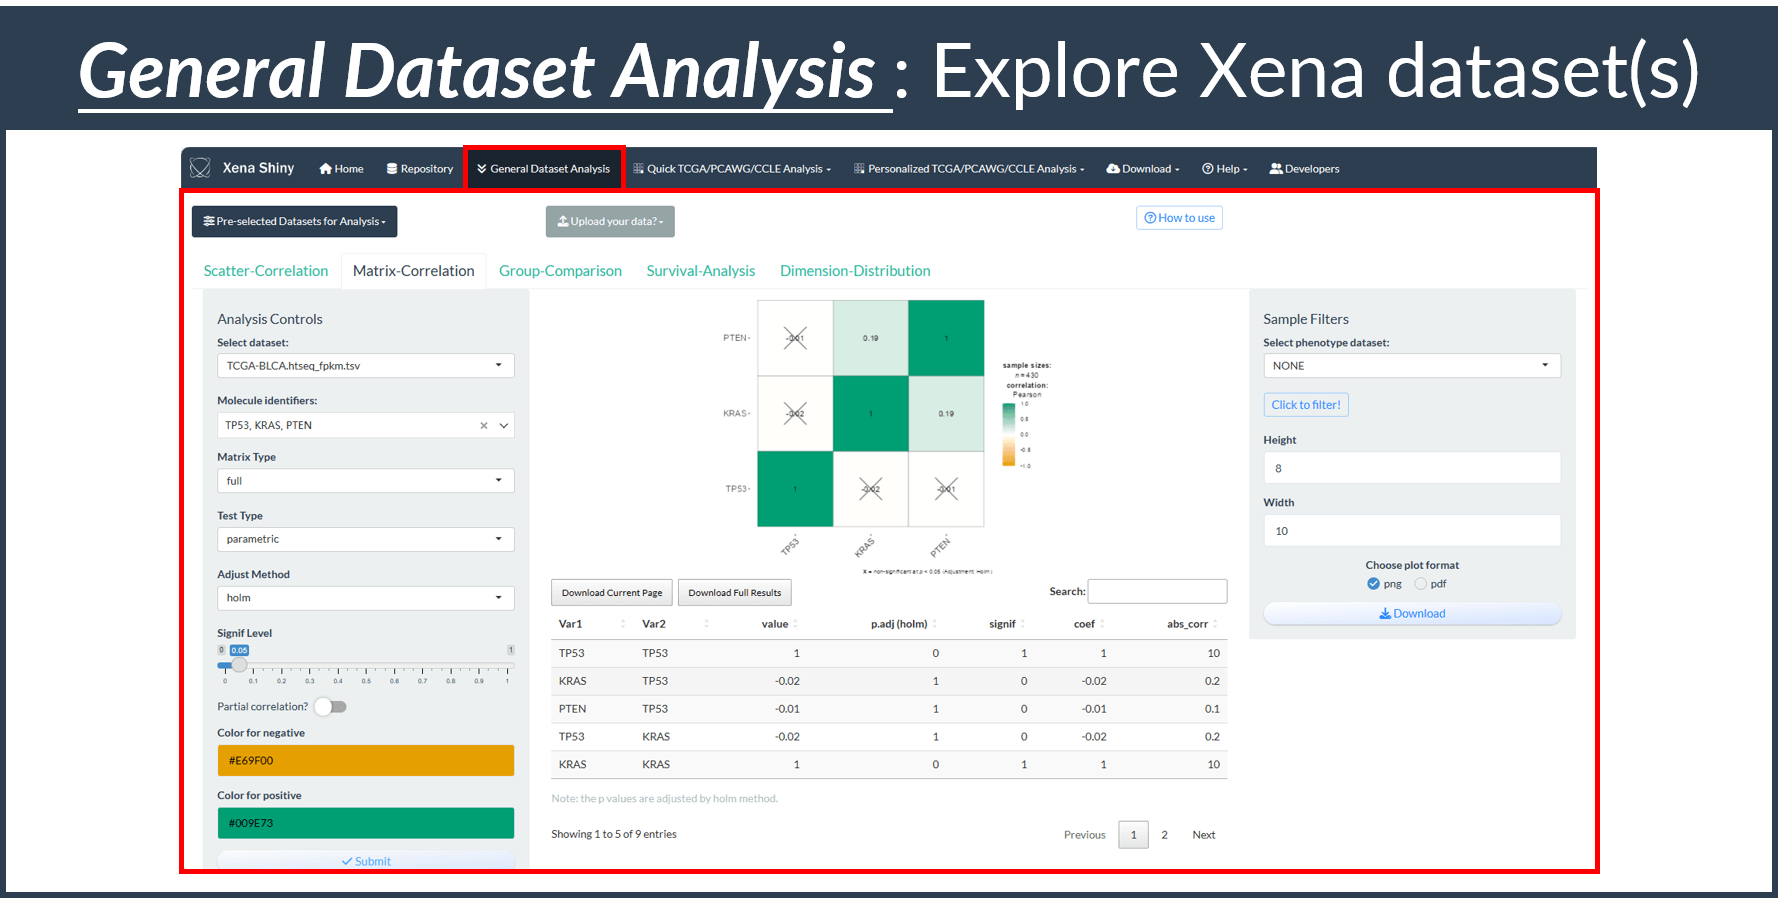 General Dataset Analysis : Explore Xena dataset(s)
Xena Shiny Home Repository General Dataset Analysis Quick TCGA/PCAWG/CCLE Analysis Personalized TCGA/PCAWG/CCLE Analysis Download Help Developers
Pre-selected Datasets for Analysis Upload your data? How to use
Scatter-Correlation Matrix-Correlation Group-Comparison Survival-Analysis Dimension-Distribution
Analysis Controls
Select dataset:
TCGA-BLCA.htseq_fpkm.tsv
Molecule identifiers:
TP53, KRAS, PTEN
Matrix Type
full
Test Type
parametric
Adjust Method
holm
Signif Level
0 0.05 1
0 0.1 0.2 0.3 0.4 0.5 0.6 0.7 0.8 0.9 1
Partial correlation?
Color for negative
#E69F00
Color for positive
#009E73
Submit
PTEN- -0.01 0.19 1
KRAS- -0.02 1 0.19
TP53- 1 -0.02 -0.01
TP53 KRAS PTEN
sample sizes:
n = 430
correlation:
Pearson
1.0
0.5
0.0
-0.5
-1.0
X = non-significant at p < 0.05 (Adjustment: Holm)
Download Current Page Download Full Results Search:
Var1 Var2 value p.adj (holm) signif coef abs_corr
TP53 TP53 1 0 1 1 10
KRAS TP53 -0.02 1 0 -0.02 0.2
PTEN TP53 -0.01 1 0 -0.01 0.1
TP53 KRAS -0.02 1 0 -0.02 0.2
KRAS KRAS 1 0 1 1 10
Note: the p values are adjusted by holm method.
Showing 1 to 5 of 9 entries Previous 1 2 Next
Sample Filters
Select phenotype dataset:
NONE
Click to filter!
Height
8
Width
10
Choose plot format
png pdf
Download